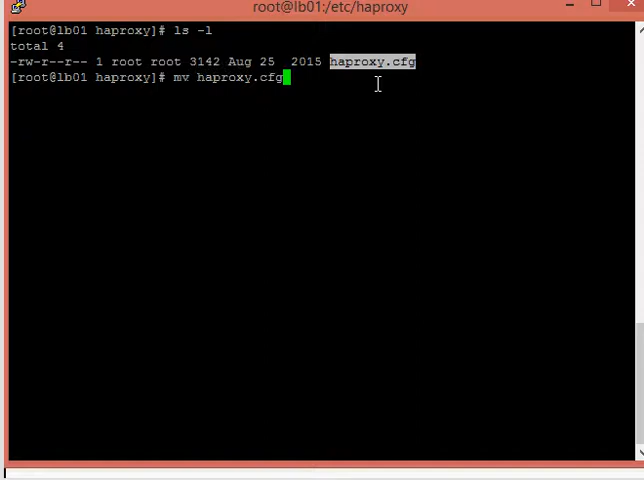 root@lb01:/etc/haproxy
[root@lb01 haproxy]# ls -l
total 4
-rw-r--r-- 1 root root 3142 Aug 25  2015 haproxy.cfg
[root@lb01 haproxy]# mv haproxy.cfg